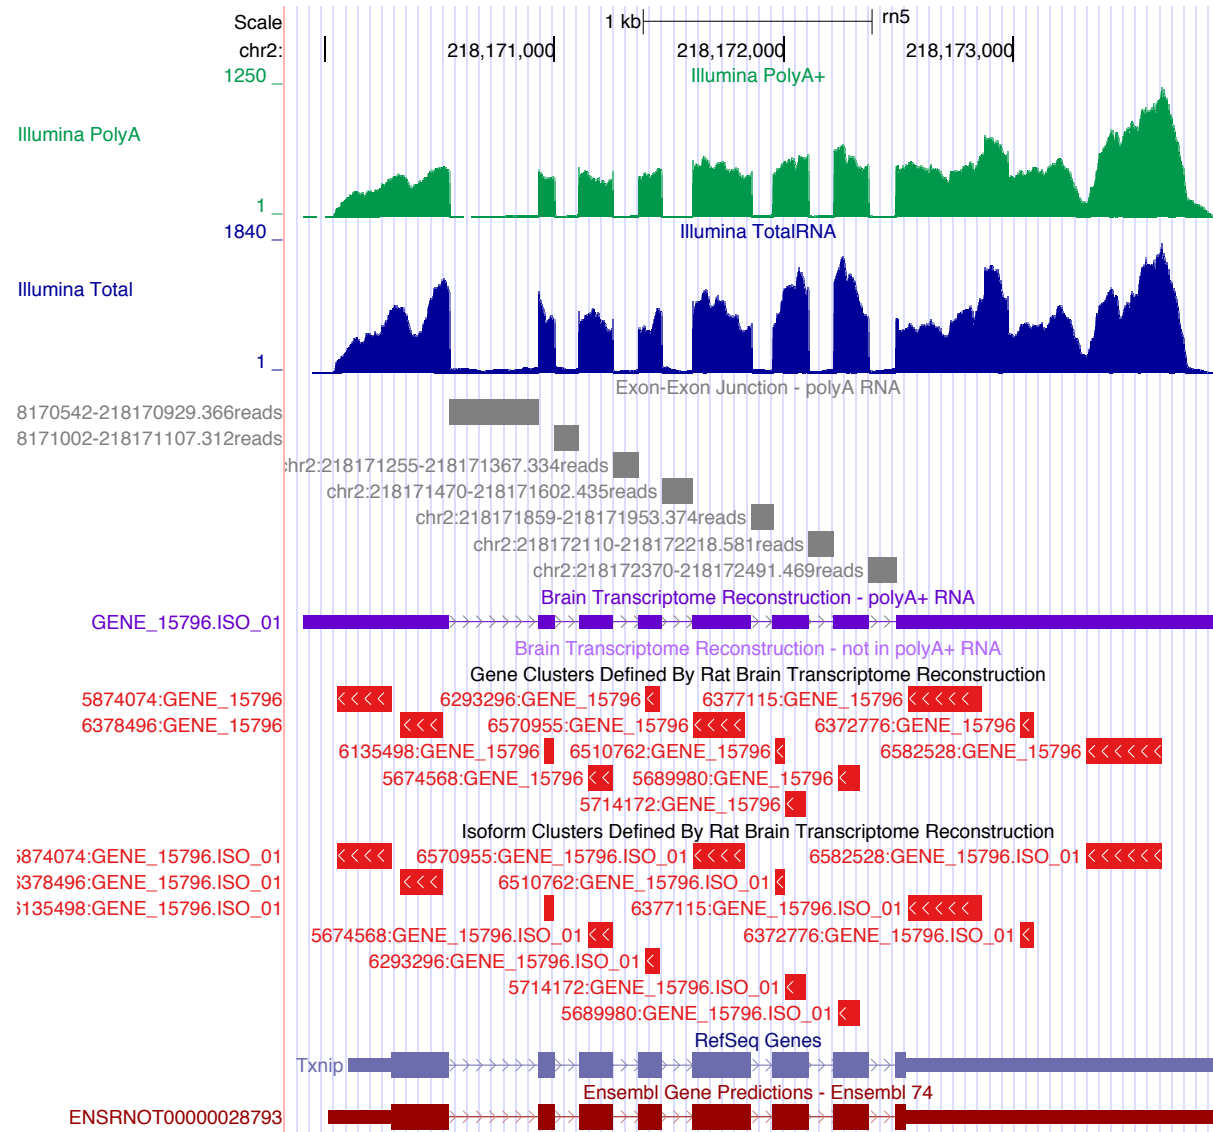 Scale 1 kb rn5
chr2: 218,171,000 218,172,000 218,173,000
Illumina PolyA+
1250 _
Illumina PolyA
1 _
Illumina TotalRNA
1840 _
Illumina Total
1 _
Exon-Exon Junction - polyA RNA
8170542-218170929.366reads
8171002-218171107.312reads
chr2:218171255-218171367.334reads
chr2:218171470-218171602.435reads
chr2:218171859-218171953.374reads
chr2:218172110-218172218.581reads
chr2:218172370-218172491.469reads
Brain Transcriptome Reconstruction - polyA+ RNA
GENE_15796.ISO_01
Brain Transcriptome Reconstruction - not in polyA+ RNA
Gene Clusters Defined By Rat Brain Transcriptome Reconstruction
5874074:GENE_15796 6293296:GENE_15796 6377115:GENE_15796
6378496:GENE_15796 6570955:GENE_15796 6372776:GENE_15796
6135498:GENE_15796 6510762:GENE_15796 6582528:GENE_15796
5674568:GENE_15796 5689980:GENE_15796
5714172:GENE_15796
Isoform Clusters Defined By Rat Brain Transcriptome Reconstruction
5874074:GENE_15796.ISO_01 6570955:GENE_15796.ISO_01 6582528:GENE_15796.ISO_01
6378496:GENE_15796.ISO_01 6510762:GENE_15796.ISO_01
6135498:GENE_15796.ISO_01 6377115:GENE_15796.ISO_01
5674568:GENE_15796.ISO_01 6372776:GENE_15796.ISO_01
6293296:GENE_15796.ISO_01
5714172:GENE_15796.ISO_01
5689980:GENE_15796.ISO_01
RefSeq Genes
Txnip
Ensembl Gene Predictions - Ensembl 74
ENSRNOT00000028793